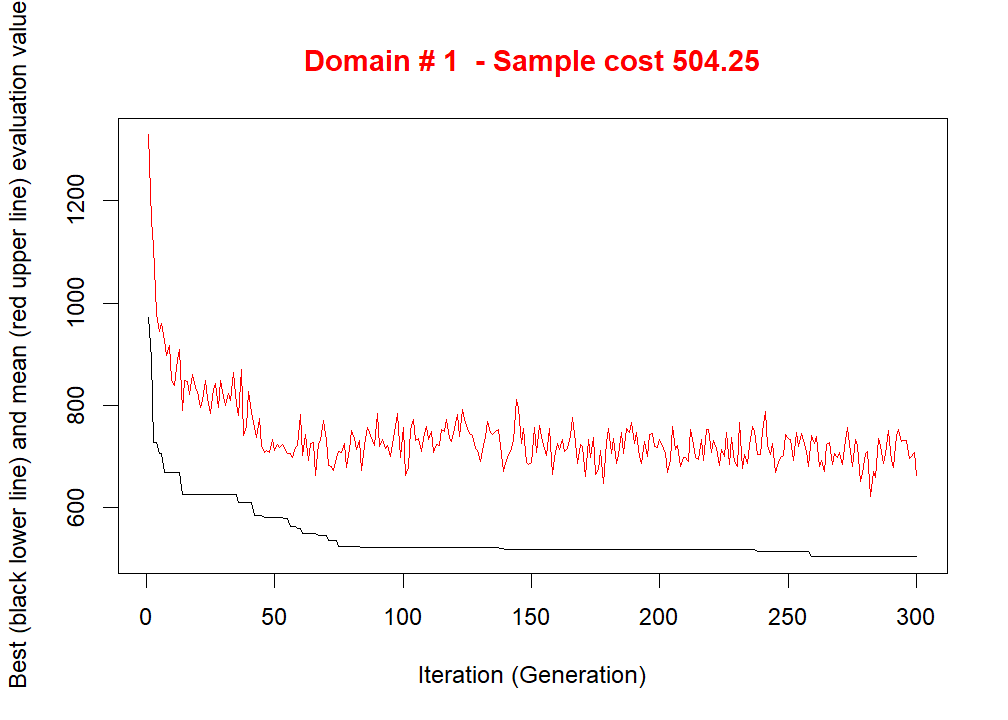 Domain # 1  - Sample cost 504.25
Best (black lower line) and mean (red upper line) evaluation value
1200
1000
800
600
0 50 100 150 200 250 300
Iteration (Generation)